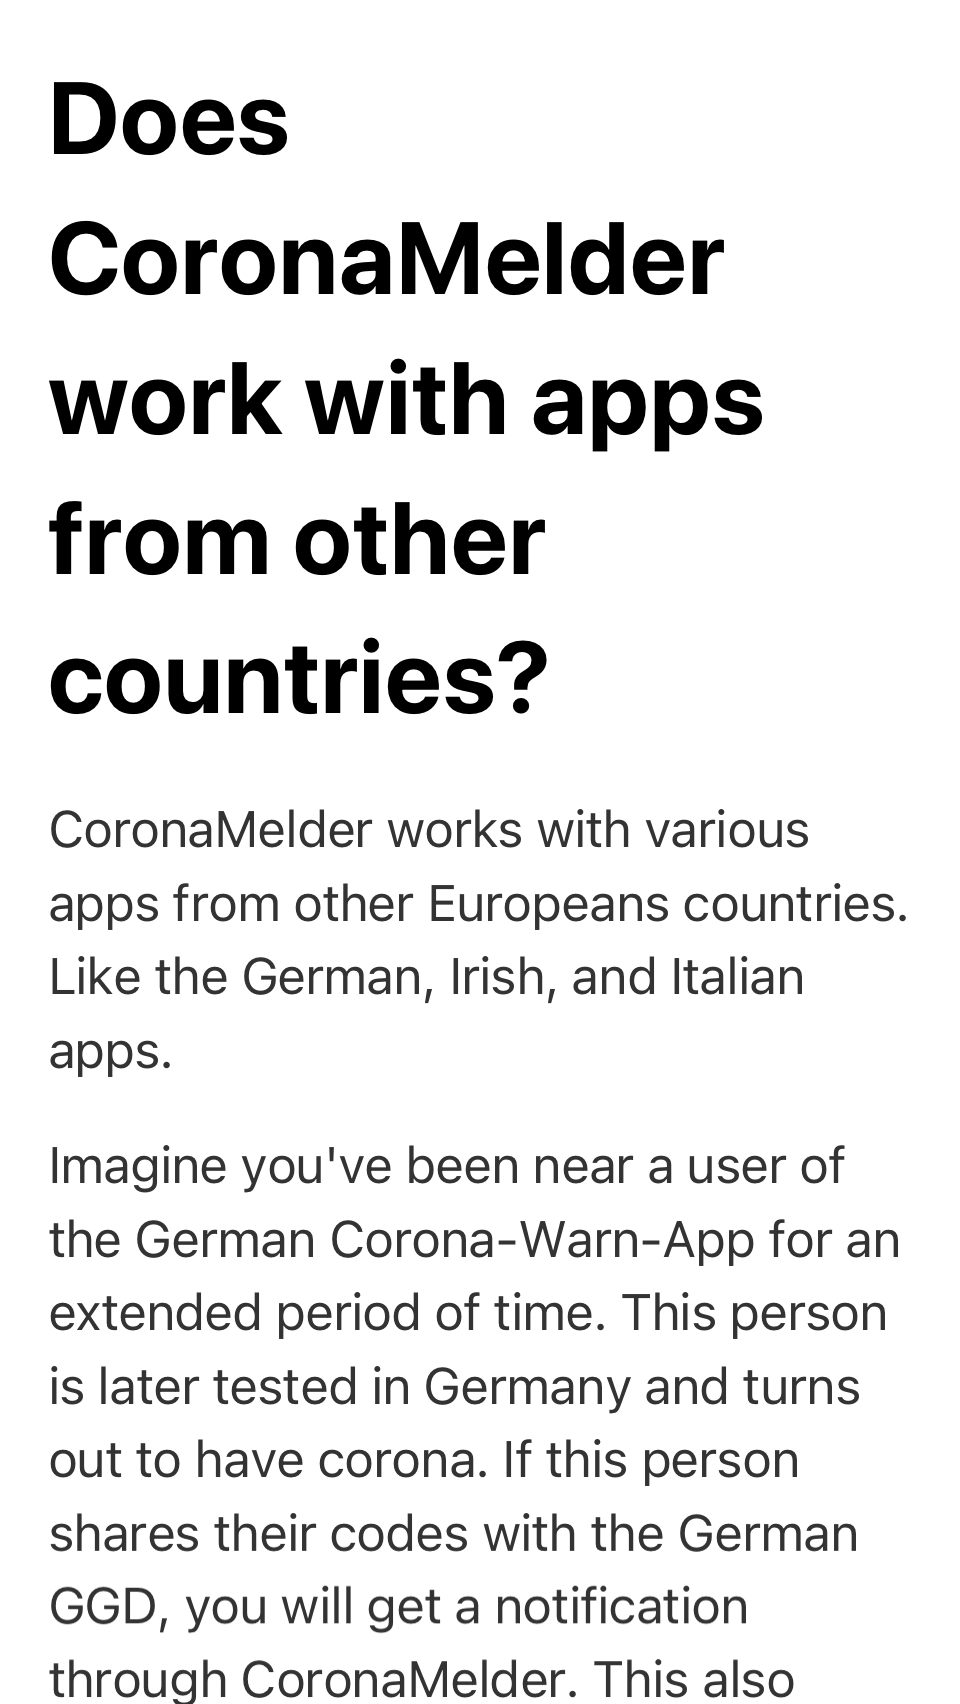 Does
CoronaMelder
work with apps
from other
countries?
CoronaMelder works with various
apps from other Europeans countries.
Like the German, Irish, and Italian
apps.
Imagine you've been near a user of
the German Corona-Warn-App for an
extended period of time. This person
is later tested in Germany and turns
out to have corona. If this person
shares their codes with the German
GGD, you will get a notification
through CoronaMelder. This also